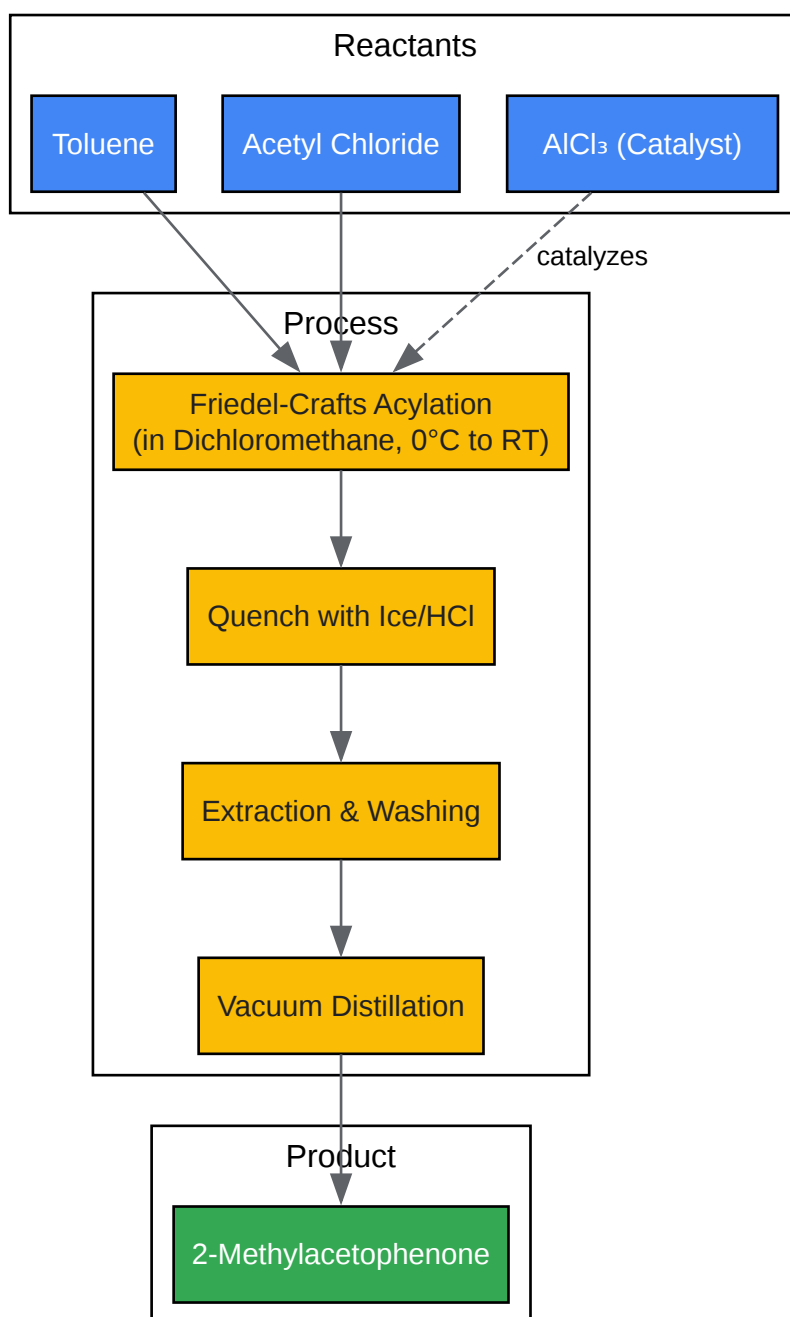 Reactants
Toluene
Acetyl Chloride
AlCl₃ (Catalyst)
catalyzes
Process
Friedel-Crafts Acylation
(in Dichloromethane, 0°C to RT)
Quench with Ice/HCl
Extraction & Washing
Vacuum Distillation
Product
2-Methylacetophenone